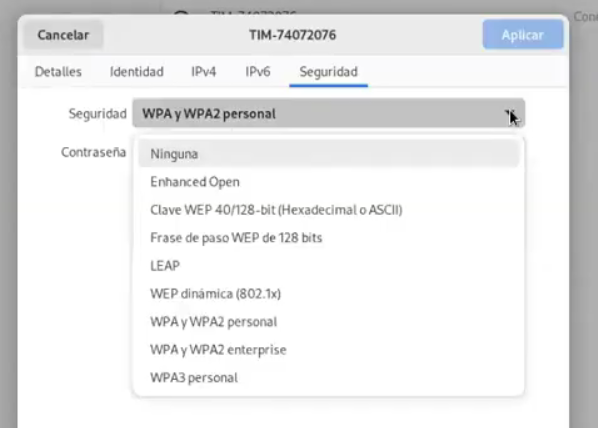 TIM-74072076
Cancelar TIM-74072076 Aplicar
Detalles Identidad IPv4 IPv6 Seguridad
Seguridad WPA y WPA2 personal
Contraseña
Ninguna
Enhanced Open
Clave WEP 40/128-bit (Hexadecimal o ASCII)
Frase de paso WEP de 128 bits
LEAP
WEP dinámica (802.1x)
WPA y WPA2 personal
WPA y WPA2 enterprise
WPA3 personal